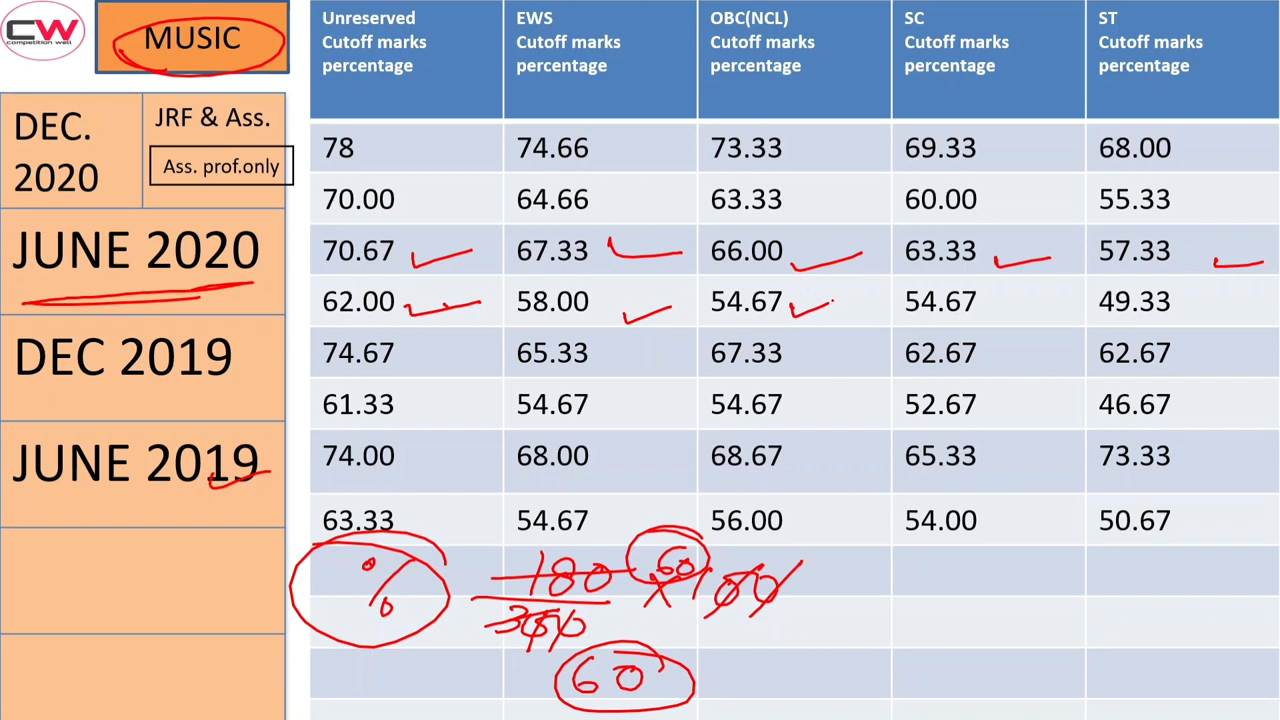 CW
competition well
MUSIC
Unreserved
Cutoff marks
percentage
EWS
Cutoff marks
percentage
OBC(NCL)
Cutoff marks
percentage
SC
Cutoff marks
percentage
ST
Cutoff marks
percentage
DEC.
2020
JRF & Ass.
Ass. prof.only
78 74.66 73.33 69.33 68.00
70.00 64.66 63.33 60.00 55.33
JUNE 2020
70.67 67.33 66.00 63.33 57.33
62.00 58.00 54.67 54.67 49.33
DEC 2019
74.67 65.33 67.33 62.67 62.67
61.33 54.67 54.67 52.67 46.67
JUNE 2019
74.00 68.00 68.67 65.33 73.33
63.33 54.67 56.00 54.00 50.67
%
180 × 100
300
60
60